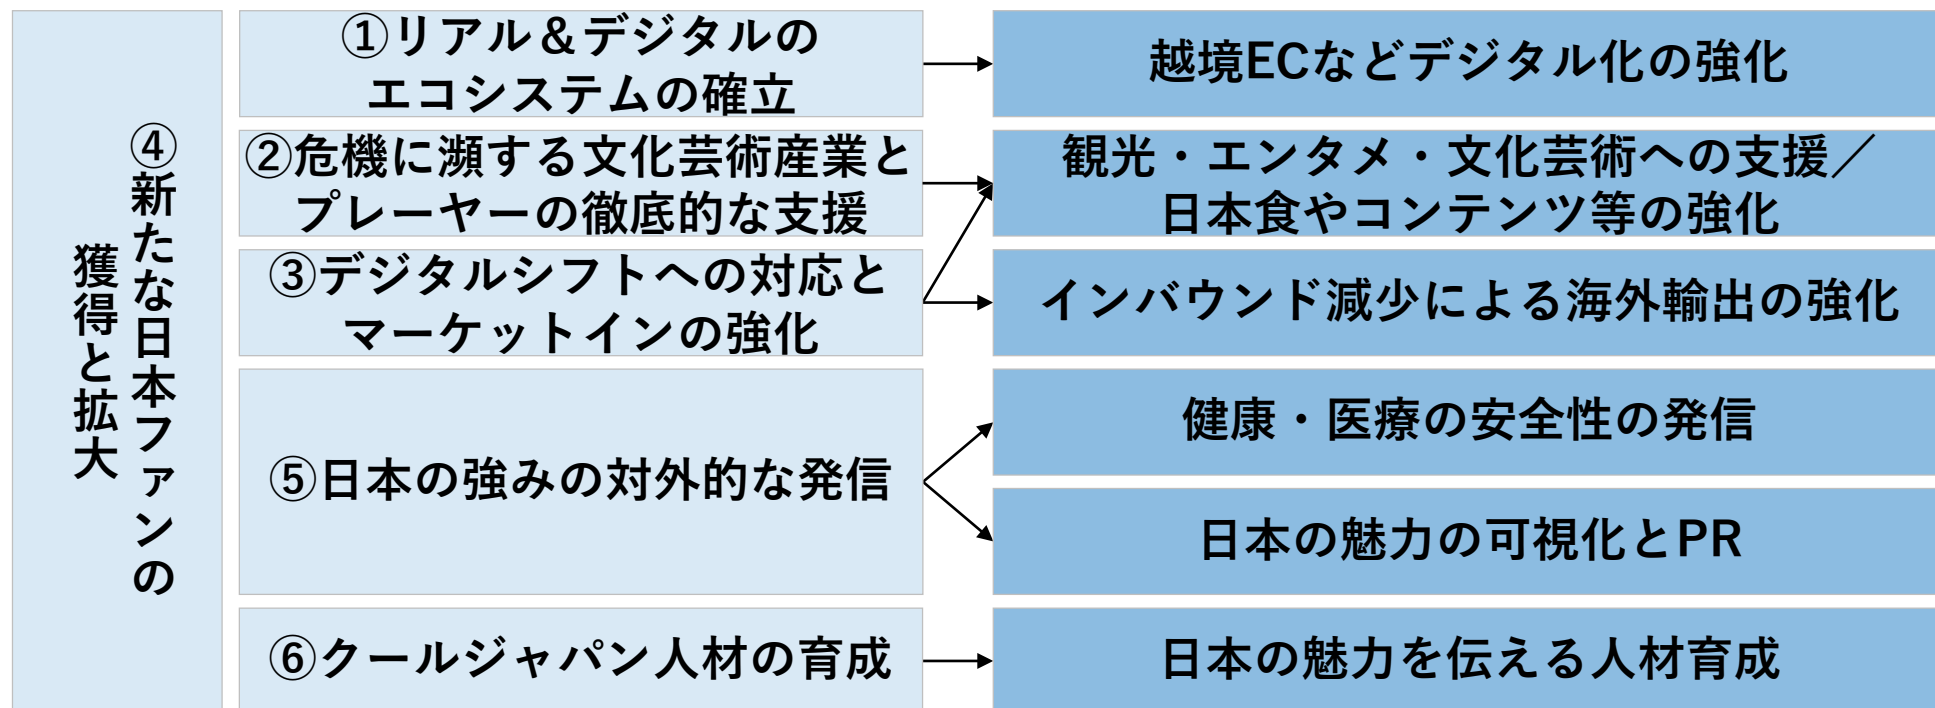 ④新たな日本ファンの
獲得と拡大
①リアル＆デジタルの
エコシステムの確立
越境ECなどデジタル化の強化
②危機に瀕する文化芸術産業と
プレーヤーの徹底的な支援
観光・エンタメ・文化芸術への支援／
日本食やコンテンツ等の強化
③デジタルシフトへの対応と
マーケットインの強化
インバウンド減少による海外輸出の強化
⑤日本の強みの対外的な発信
健康・医療の安全性の発信
日本の魅力の可視化とPR
⑥クールジャパン人材の育成
日本の魅力を伝える人材育成